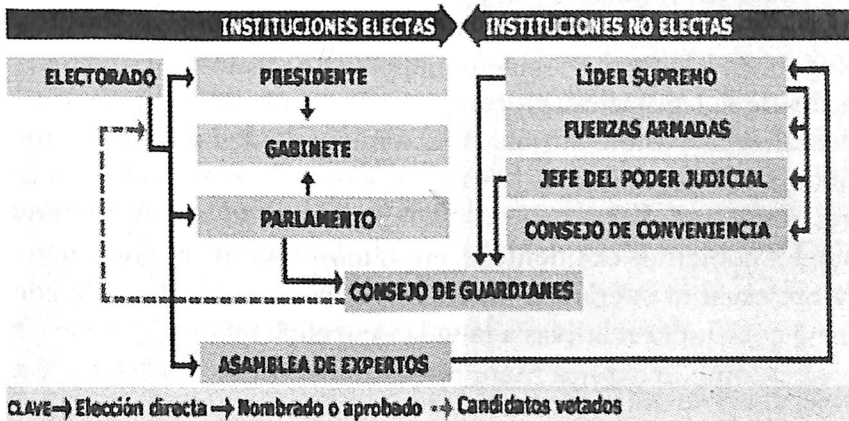 INSTITUCIONES ELECTAS
INSTITUCIONES NO ELECTAS
ELECTORADO
PRESIDENTE
LÍDER SUPREMO
FUERZAS ARMADAS
GABINETE
JEFE DEL PODER JUDICIAL
PARLAMENTO
CONSEJO DE CONVENIENCIA
CONSEJO DE GUARDIANES
ASAMBLEA DE EXPERTOS
CLAVE Elección directa Nombrado o aprobado Candidatos vetados